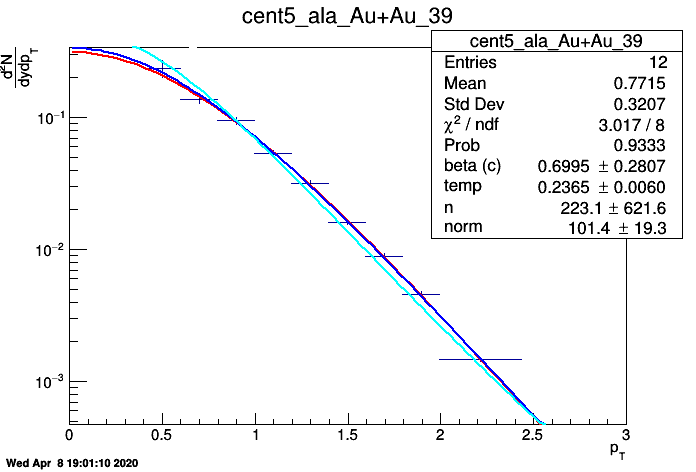 cent5_ala_Au+Au_39
d²N
dydp_T
cent5_ala_Au+Au_39
Entries 12
Mean 0.7715
Std Dev 0.3207
χ² / ndf 3.017 / 8
Prob 0.9333
beta (c) 0.6995 ± 0.2807
temp 0.2365 ± 0.0060
n 223.1 ± 621.6
norm 101.4 ± 19.3
10⁻¹
10⁻²
10⁻³
0 0.5 1 1.5 2 2.5 3
p_T
Wed Apr 8 19:01:10 2020